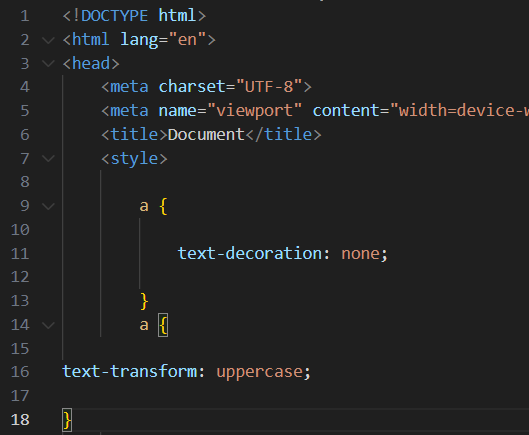 1 <!DOCTYPE html>
2 <html lang="en">
3 <head>
4 <meta charset="UTF-8">
5 <meta name="viewport" content="width=device-
6 <title>Document</title>
7 <style>
8
9 a {
10
11 text-decoration: none;
12
13 }
14 a {
15
16 text-transform: uppercase;
17
18 }